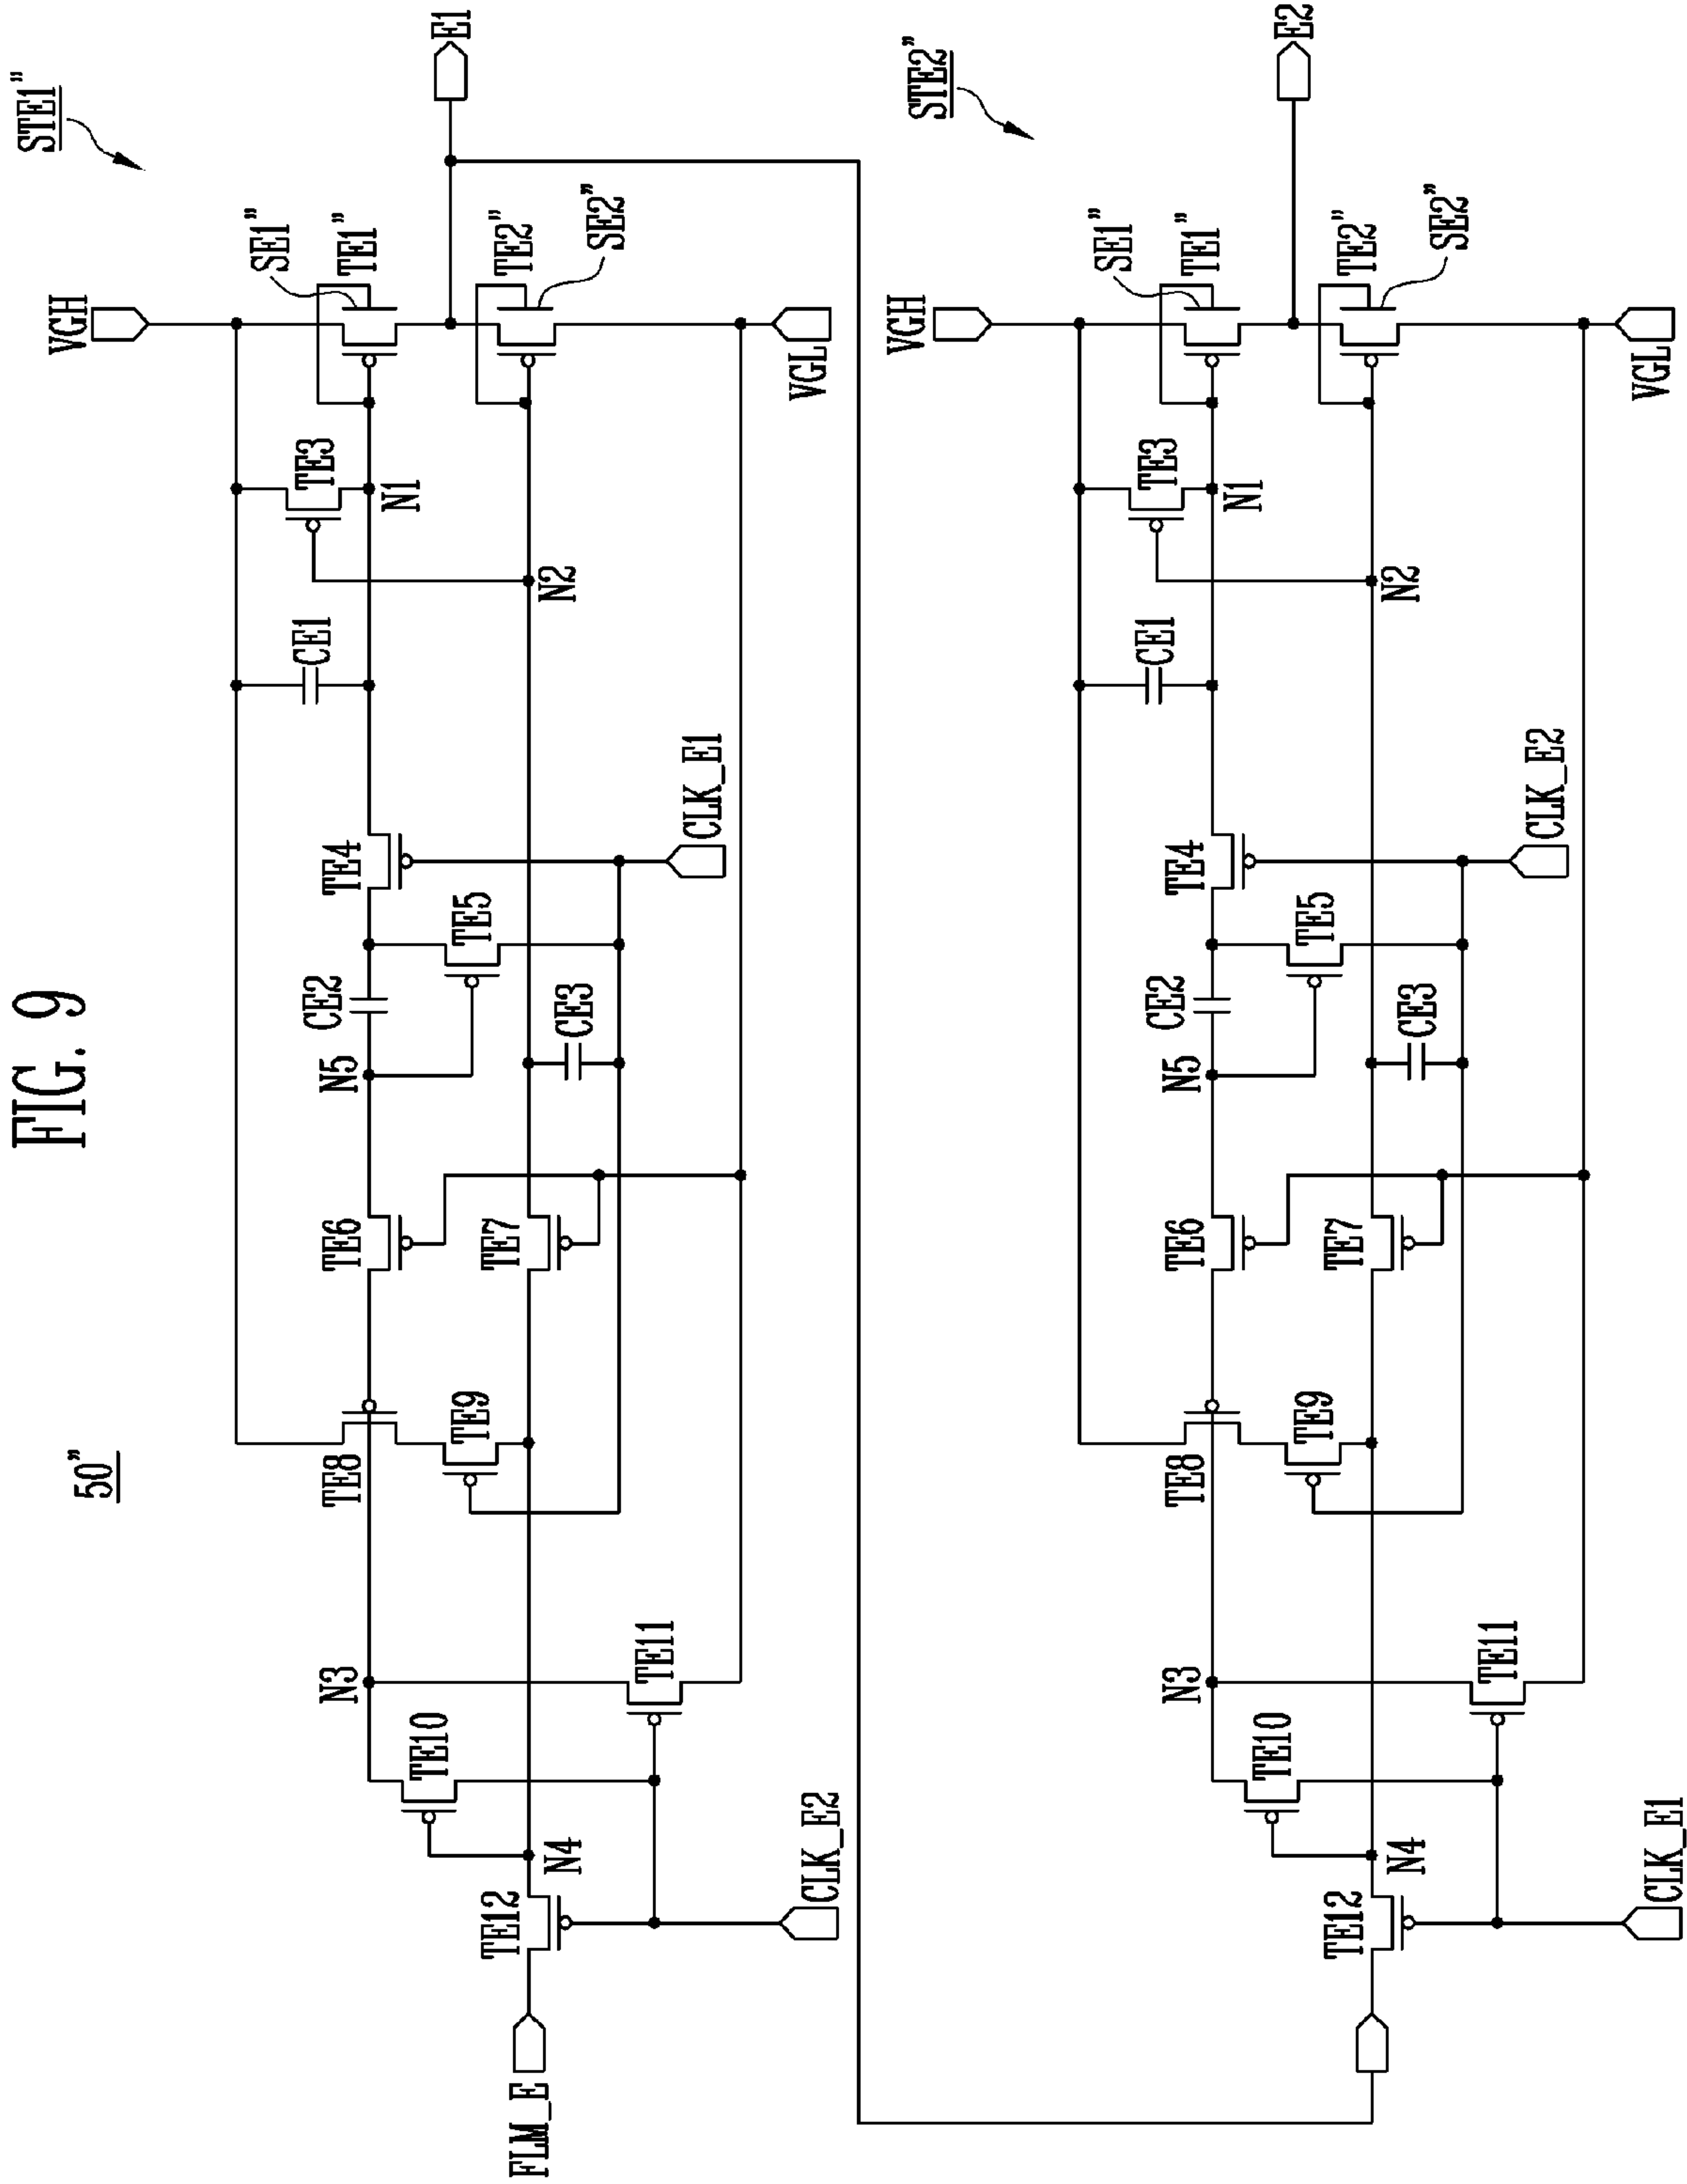 FIG. 9
50"
STE1"
VGH
SE1"
TE1"
E1
TE3
N1
CE1
TE2"
SE2"
N2
VGL
TE4
CLK_E1
CE2
TE5
N5
CE3
TE6
TE7
TE8
TE9
N3
TE11
TE10
N4
TE12
CLK_E2
FLM_E
STE2"
VGH
SE1"
TE1"
E2
TE3
N1
CE1
TE2"
SE2"
N2
VGL
TE4
CLK_E2
CE2
TE5
N5
CE3
TE6
TE7
TE8
TE9
N3
TE11
TE10
N4
TE12
CLK_E1